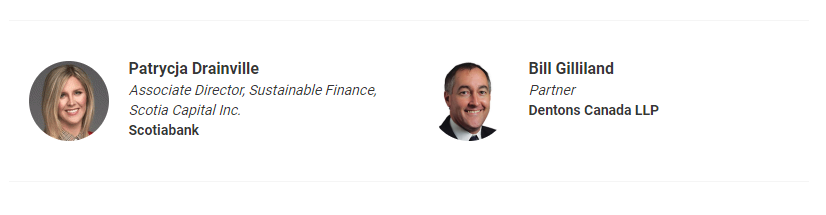 Patrycja Drainville
Associate Director, Sustainable Finance,
Scotia Capital Inc.
Scotiabank
Bill Gilliland
Partner
Dentons Canada LLP